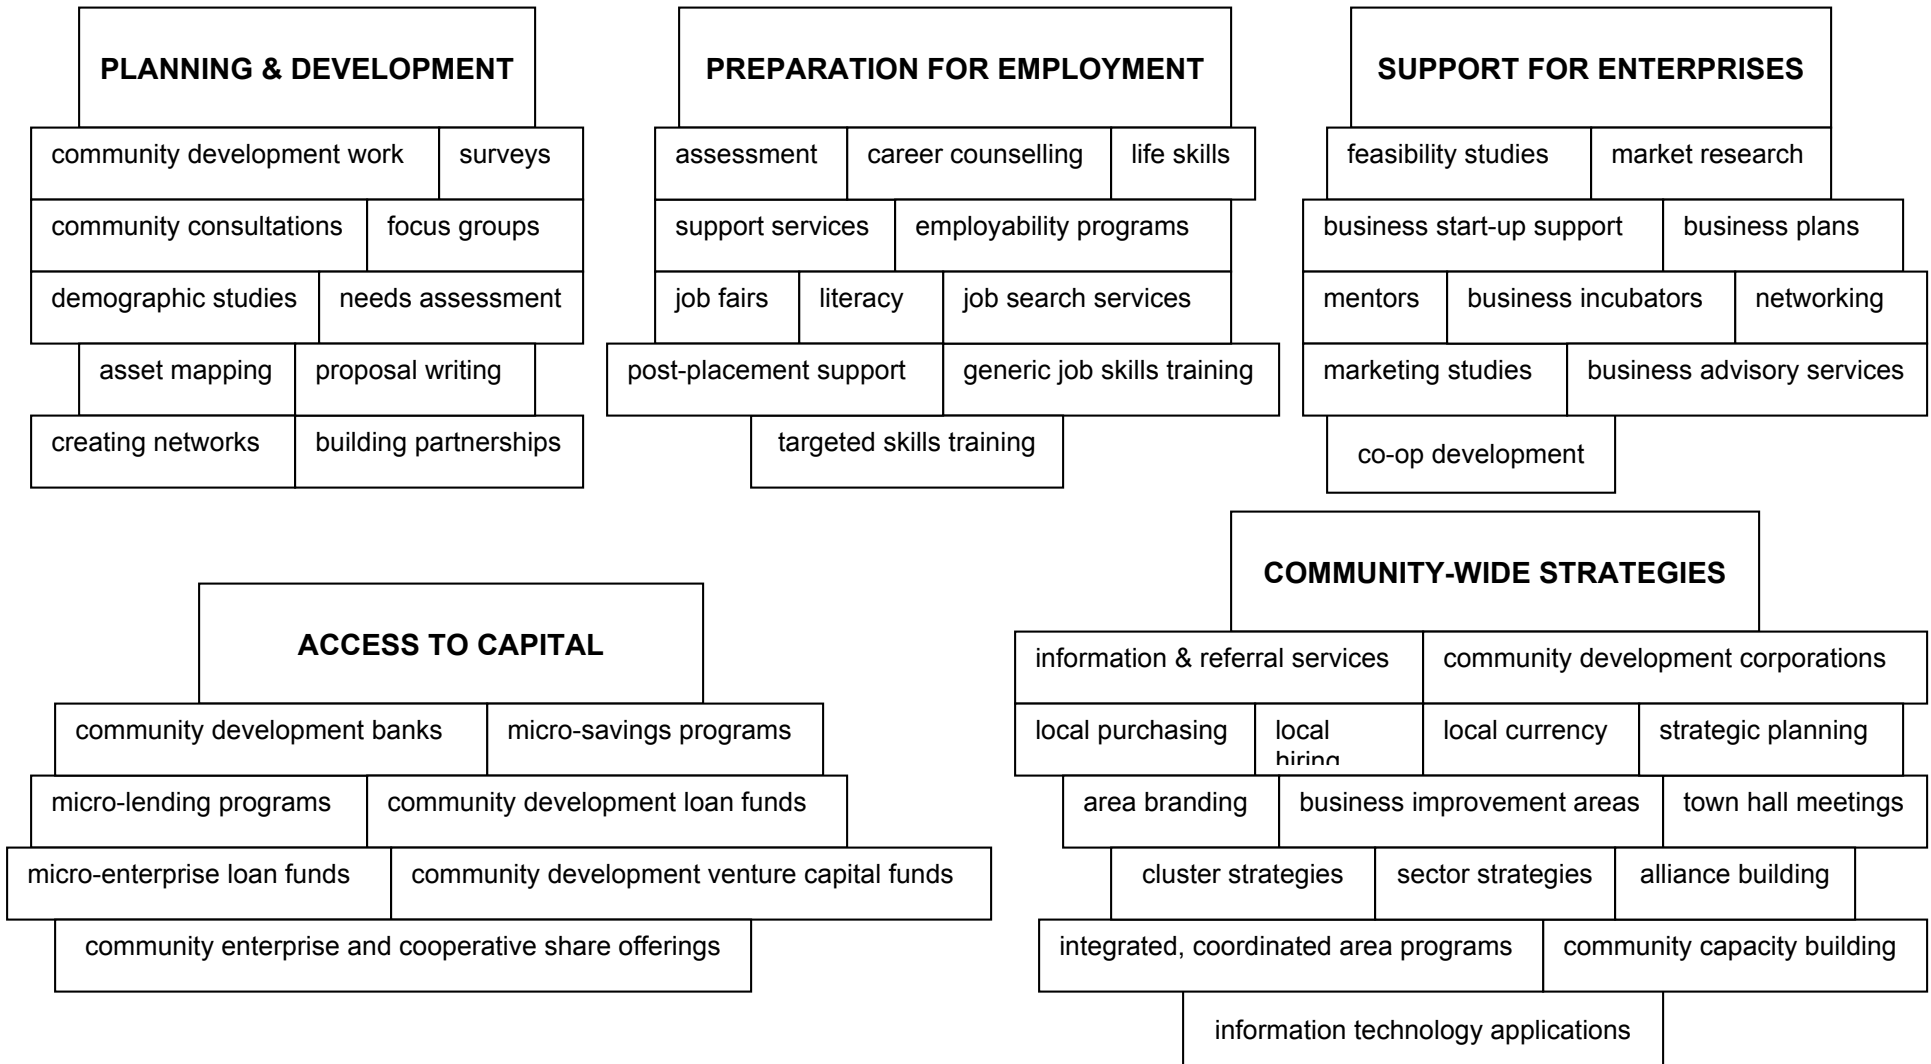 PLANNING & DEVELOPMENT
community development work
surveys
community consultations
focus groups
demographic studies
needs assessment
asset mapping
proposal writing
creating networks
building partnerships
PREPARATION FOR EMPLOYMENT
assessment
career counselling
life skills
support services
employability programs
job fairs
literacy
job search services
post-placement support
generic job skills training
targeted skills training
SUPPORT FOR ENTERPRISES
feasibility studies
market research
business start-up support
business plans
mentors
business incubators
networking
marketing studies
business advisory services
co-op development
ACCESS TO CAPITAL
community development banks
micro-savings programs
micro-lending programs
community development loan funds
micro-enterprise loan funds
community development venture capital funds
community enterprise and cooperative share offerings
COMMUNITY-WIDE STRATEGIES
information & referral services
community development corporations
local purchasing
local
hiring
local currency
strategic planning
area branding
business improvement areas
town hall meetings
cluster strategies
sector strategies
alliance building
integrated, coordinated area programs
community capacity building
information technology applications